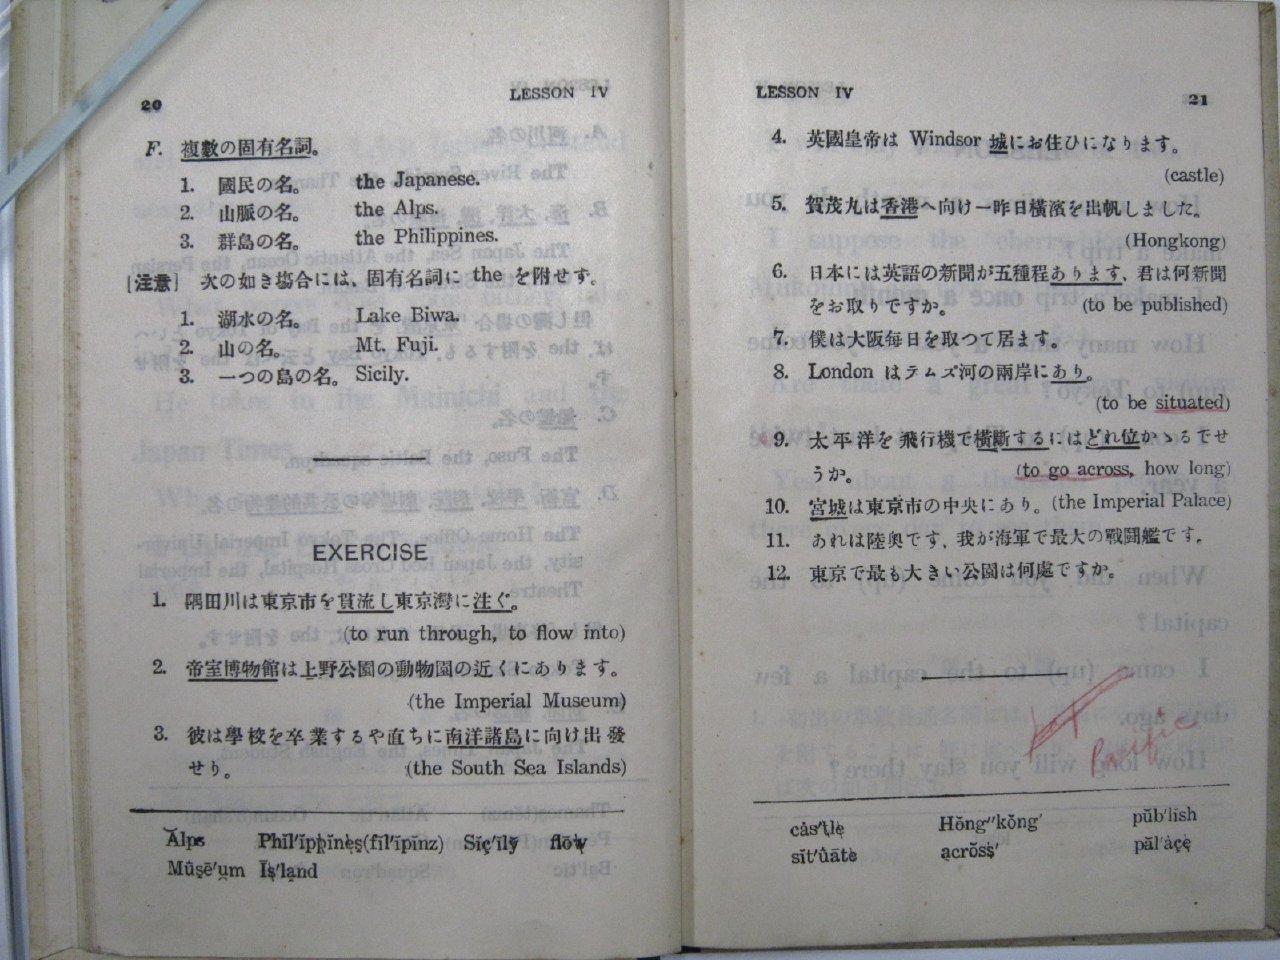 20
LESSON IV
F. 複數の固有名詞。
1. 國民の名。 the Japanese.
2. 山脈の名。 the Alps.
3. 群島の名。 the Philippines.
[注意] 次の如き塲合には、固有名詞に the を附せず。
1. 湖水の名。 Lake Biwa.
2. 山の名。 Mt. Fuji.
3. 一つの島の名。 Sicily.
EXERCISE
1. 隅田川は東京市を貫流し東京灣に注ぐ。
(to run through, to flow into)
2. 帝室博物館は上野公園の動物園の近くにあります。
(the Imperial Museum)
3. 彼は學校を卒業するや直ちに南洋諸島に向け出發
せり。 (the South Sea Islands)
Ălps Phĭl′ĭppĭneş(fĭl′ĭpĭnz) Sĭç′ĭlў flōw
Mûşē′um Īs′land
LESSON IV
21
4. 英國皇帝は Windsor 城にお住ひになります。
(castle)
5. 賀茂丸は香港へ向け一昨日横濱を出帆しました。
(Hongkong)
6. 日本には英語の新聞が五種程あります、君は何新聞
をお取りですか。 (to be published)
7. 僕は大阪毎日を取つて居ます。
8. London はテムズ河の兩岸にあり。
(to be situated)
9. 太平洋を飛行機で橫斷するにはどれ位かゝるでせ
うか。 (to go across, how long)
10. 宮城は東京市の中央にあり。(the Imperial Palace)
11. あれは陸奥です、我が海軍で最大の戰鬪艦です。
12. 東京で最も大きい公園は何處ですか。
Pacific
cȧs′tle Hŏng″kŏng′ pŭb′lĭsh
sĭt′ûāte ȧcrŏss′ păl′ȧçe